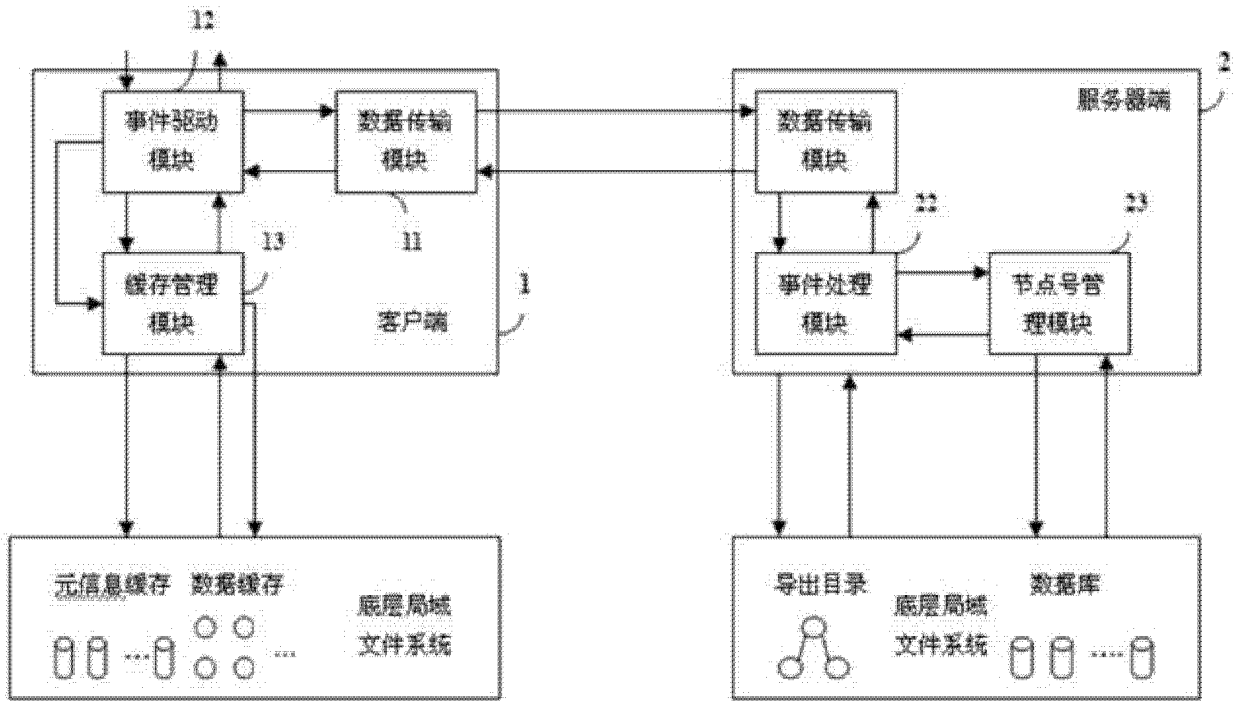 12
2
事件驱动
模块
数据传输
模块
数据传输
模块
服务器端
11
13
22
23
缓存管理
模块
客户端
1
事件处理
模块
节点号管
理模块
元信息缓存
数据缓存
底层局域
文件系统
...
...
导出目录
底层局域
文件系统
数据库
....